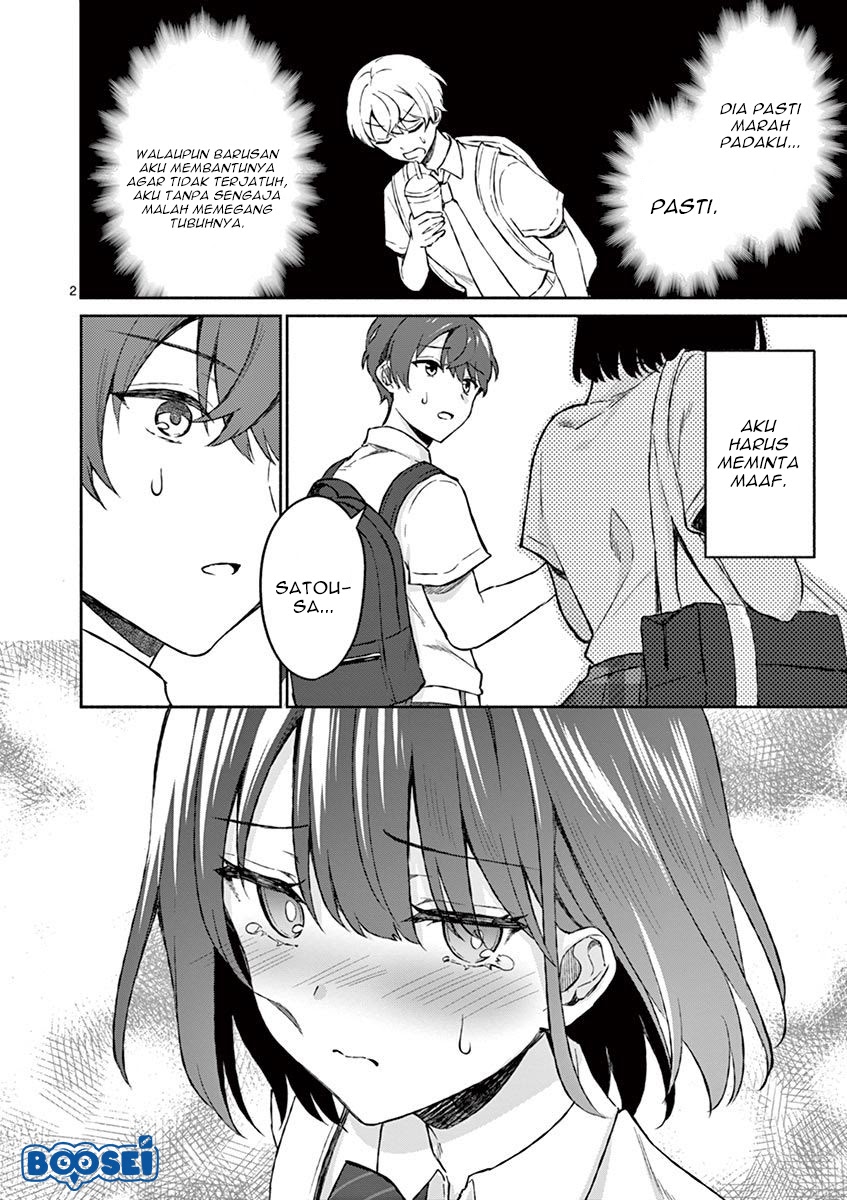 DIA PASTI
MARAH
PADAKU...
PASTI.
WALAUPUN BARUSAN
AKU MEMBANTUNYA
AGAR TIDAK TERJATUH,
AKU TANPA SENGAJA
MALAH MEMEGANG
TUBUHNYA.
2
AKU
HARUS
MEMINTA
MAAF.
SATOU-
SA...
BOOSEI